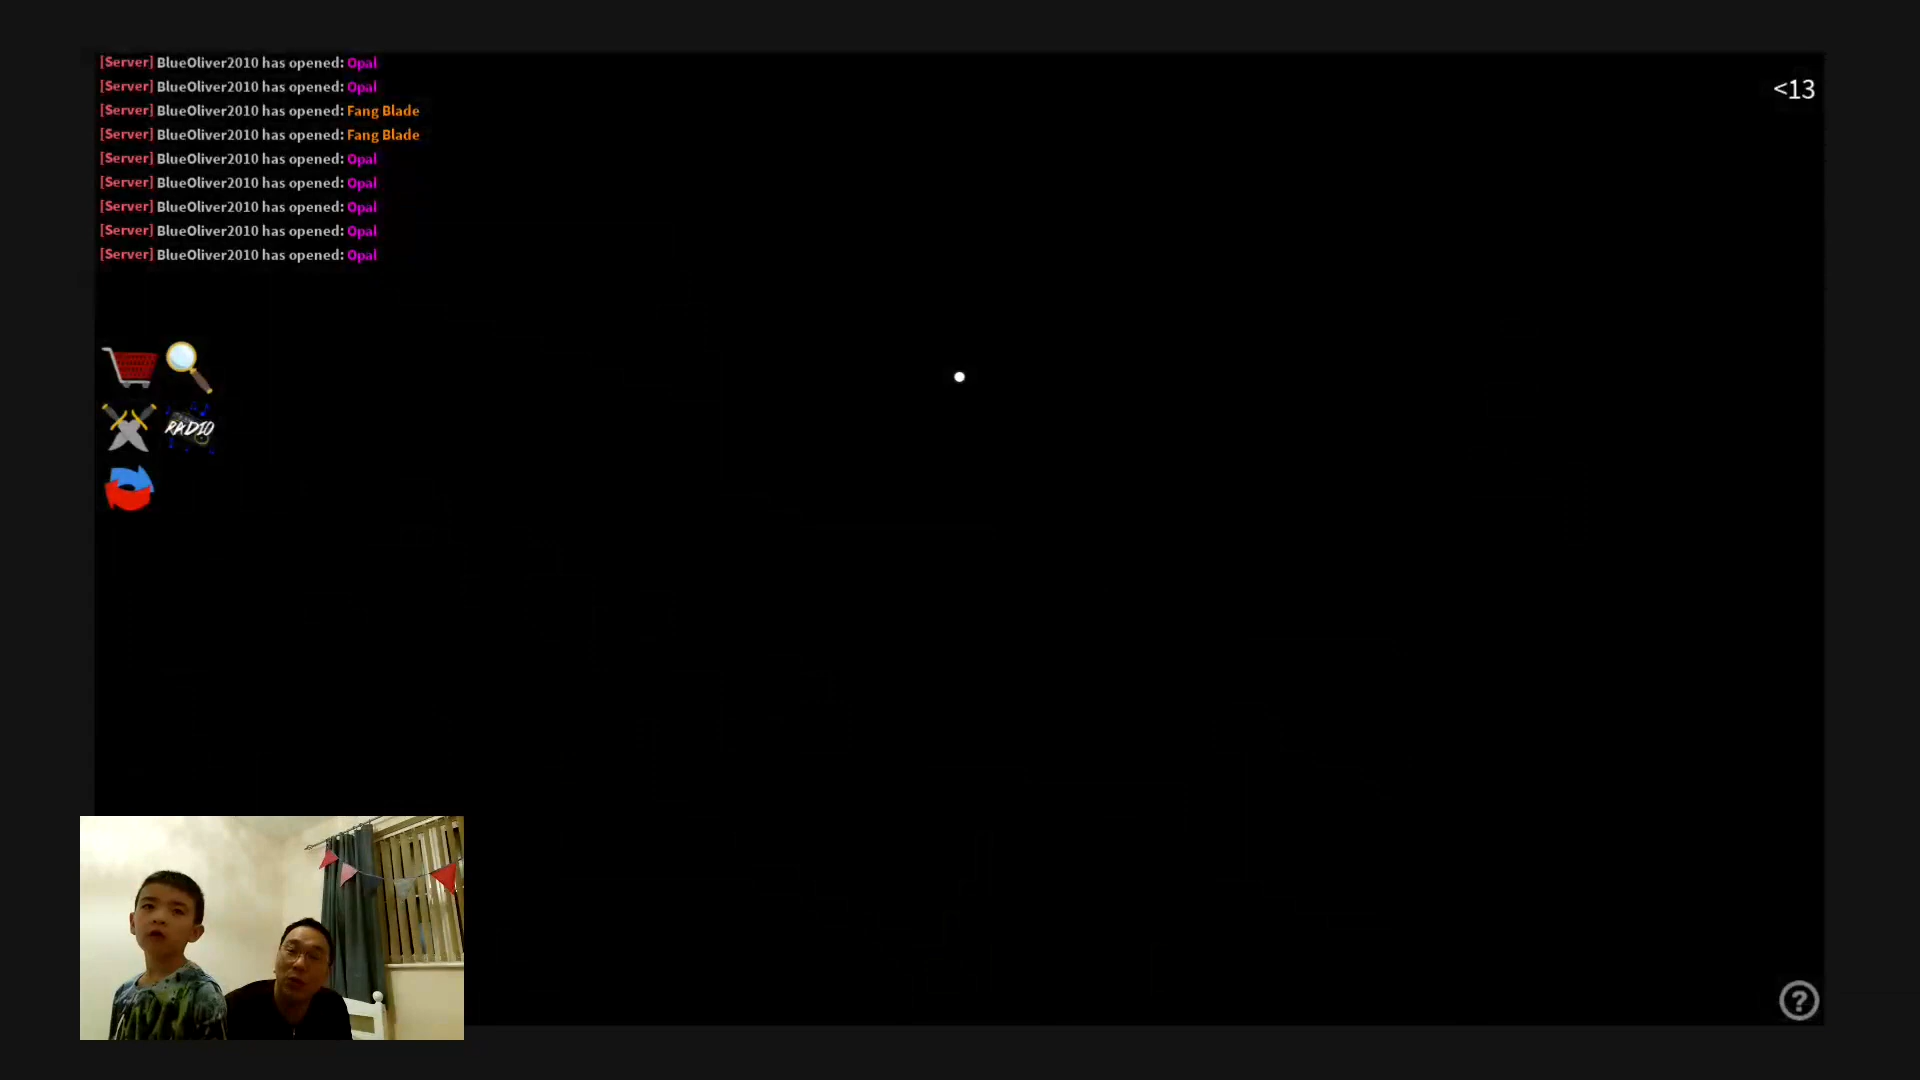 [Server] BlueOliver2010 has opened: Opal
[Server] BlueOliver2010 has opened: Opal
[Server] BlueOliver2010 has opened: Fang Blade
[Server] BlueOliver2010 has opened: Fang Blade
[Server] BlueOliver2010 has opened: Opal
[Server] BlueOliver2010 has opened: Opal
[Server] BlueOliver2010 has opened: Opal
[Server] BlueOliver2010 has opened: Opal
[Server] BlueOliver2010 has opened: Opal
<13
RADIO
?